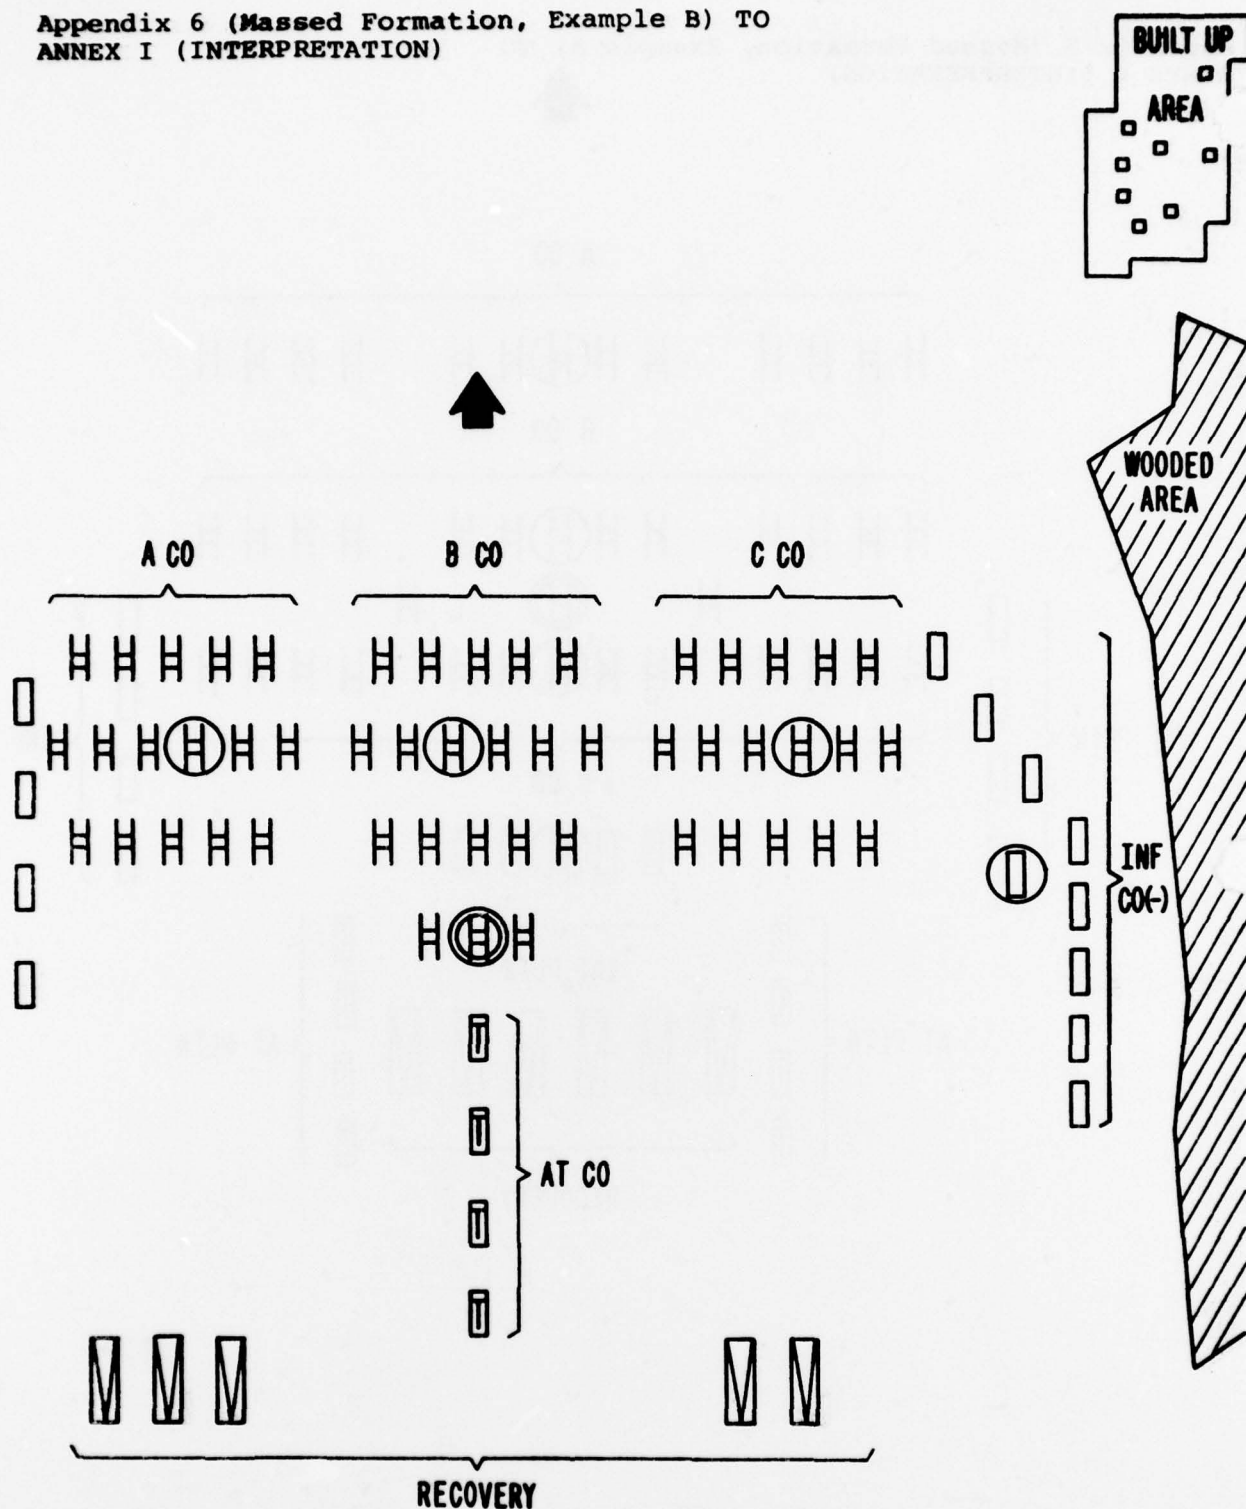 Appendix 6 (Massed Formation, Example B) TO
ANNEX I (INTERPRETATION)
BUILT UP
AREA
WOODED
AREA
A CO
B CO
C CO
INF
CO(-)
AT CO
RECOVERY